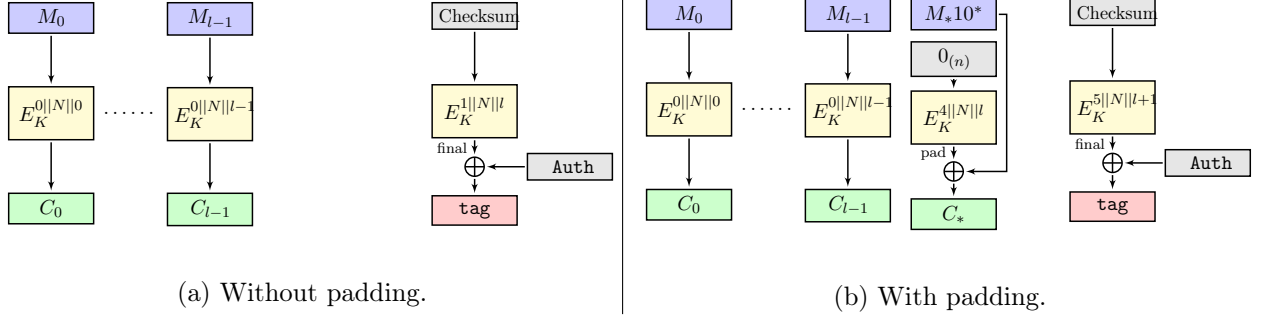 M_0 M_{l-1} Checksum
E_K^{0||N||0} ...... E_K^{0||N||l-1} E_K^{1||N||l}
final
⊕ Auth
C_0 C_{l-1} tag
(a) Without padding.
M_0 M_{l-1} M_*10^* Checksum
0_{(n)}
E_K^{0||N||0} ...... E_K^{0||N||l-1} E_K^{4||N||l} E_K^{5||N||l+1}
pad final
⊕ ⊕ Auth
C_0 C_{l-1} C_* tag
(b) With padding.